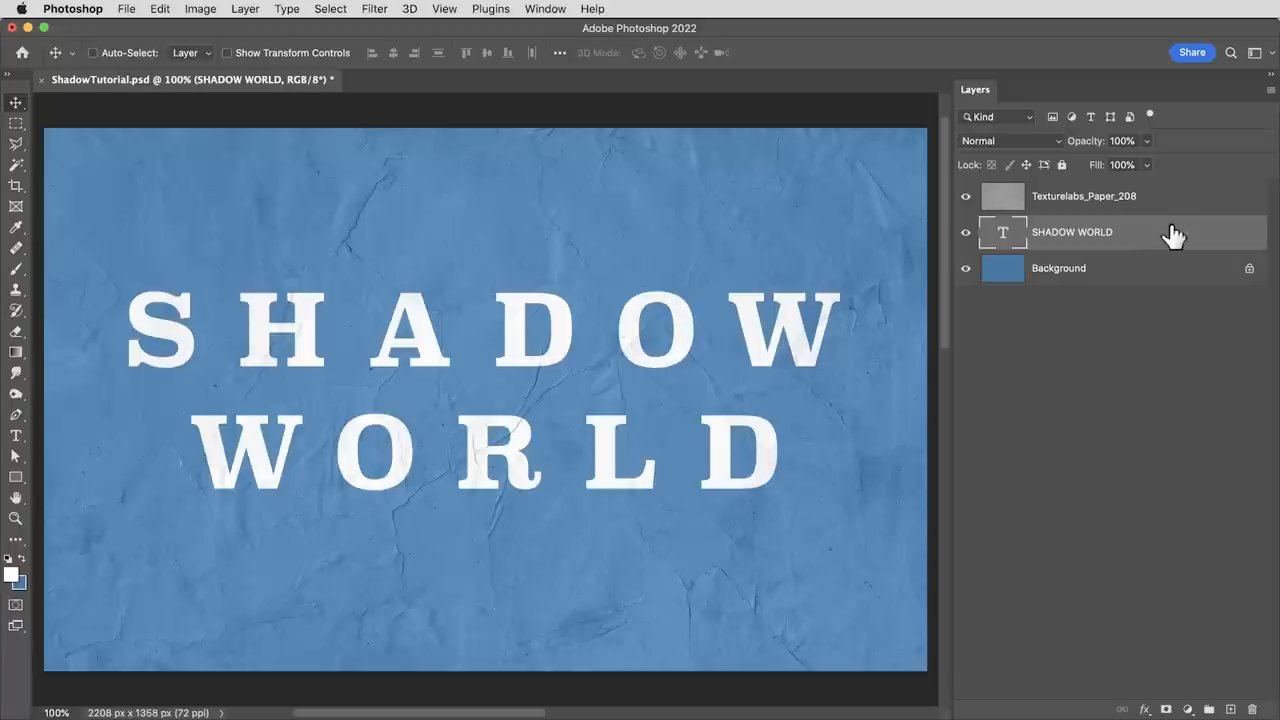 Photoshop File Edit Image Layer Type Select Filter 3D View Plugins Window Help
Adobe Photoshop 2022
Auto-Select: Layer Show Transform Controls 3D Mode: Share
ShadowTutorial.psd @ 100% (SHADOW WORLD, RGB/8*) *
Layers
Kind
Normal Opacity: 100%
Lock: Fill: 100%
Texturelabs_Paper_208
T SHADOW WORLD
Background
SHADOW
WORLD
100% 2208 px x 1358 px (72 ppi)
fx